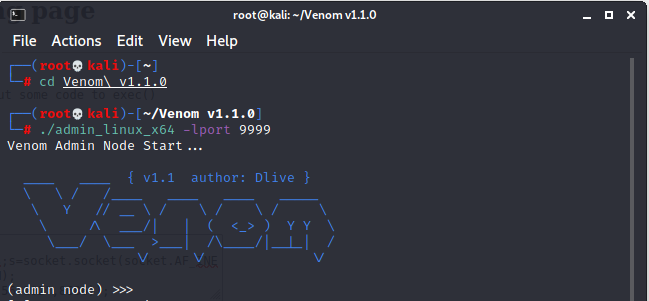 root@kali: ~/Venom v1.1.0
File Actions Edit View Help
┌──(root💀kali)-[~]
└─# cd Venom\ v1.1.0
┌──(root💀kali)-[~/Venom v1.1.0]
└─# ./admin_linux_x64 -lport 9999
Venom Admin Node Start...
{ v1.1 author: Dlive }
Venom
(admin node) >>>